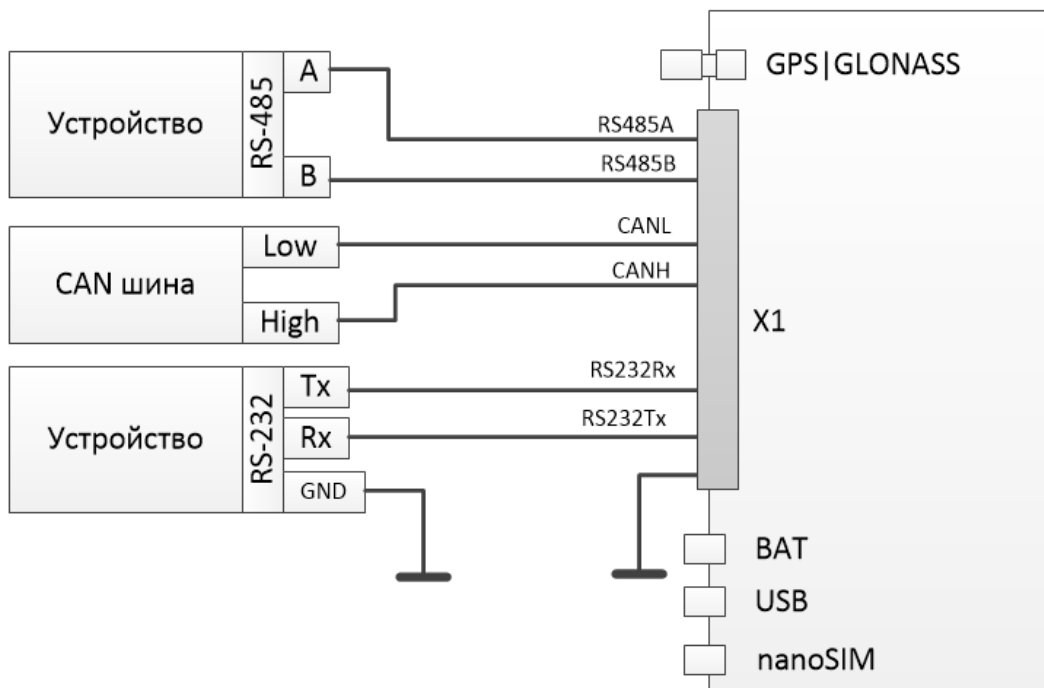 GPS|GLONASS
Устройство
RS-485
A
B
RS485A
RS485B
CAN шина
Low
High
CANL
CANH
X1
Устройство
RS-232
Tx
Rx
GND
RS232Rx
RS232Tx
BAT
USB
nanoSIM